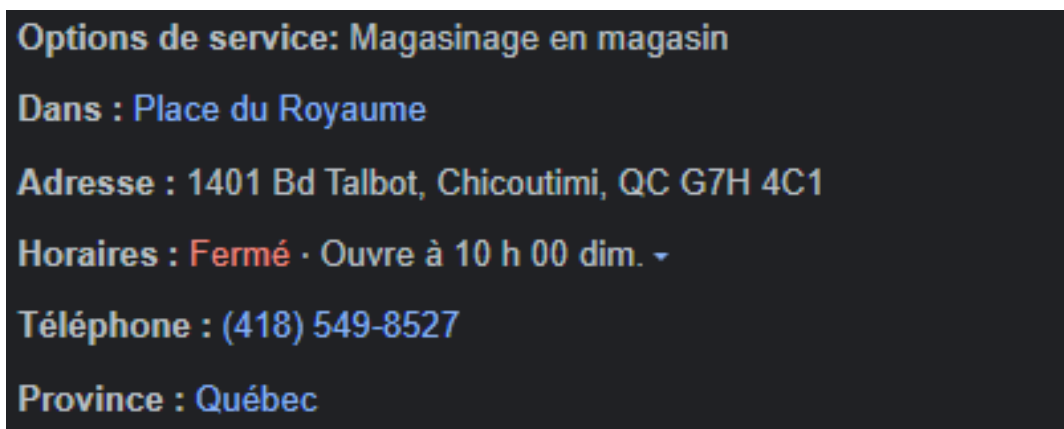 Options de service: Magasinage en magasin
Dans : Place du Royaume
Adresse : 1401 Bd Talbot, Chicoutimi, QC G7H 4C1
Horaires : Fermé · Ouvre à 10 h 00 dim.
Téléphone : (418) 549-8527
Province : Québec